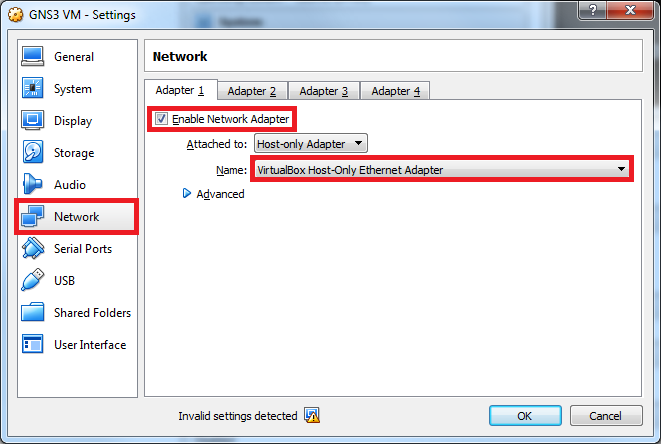 GNS3 VM - Settings
General
System
Display
Storage
Audio
Network
Serial Ports
USB
Shared Folders
User Interface
Network
Adapter 1 Adapter 2 Adapter 3 Adapter 4
Enable Network Adapter
Attached to: Host-only Adapter
Name: VirtualBox Host-Only Ethernet Adapter
Advanced
Invalid settings detected OK Cancel